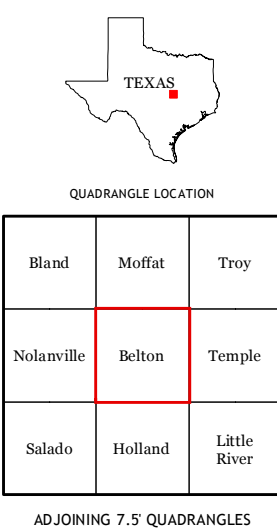 TEXAS
QUADRANGLE LOCATION
Bland Moffat Troy
Nolanville Belton Temple
Salado Holland Little River
ADJOINING 7.5' QUADRANGLES